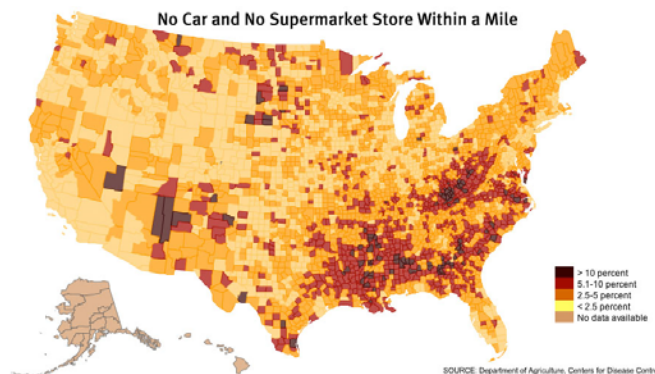 No Car and No Supermarket Store Within a Mile
> 10 percent
5.1-10 percent
2.5-5 percent
< 2.5 percent
No data available
SOURCE: Department of Agriculture, Centers for Disease Contro